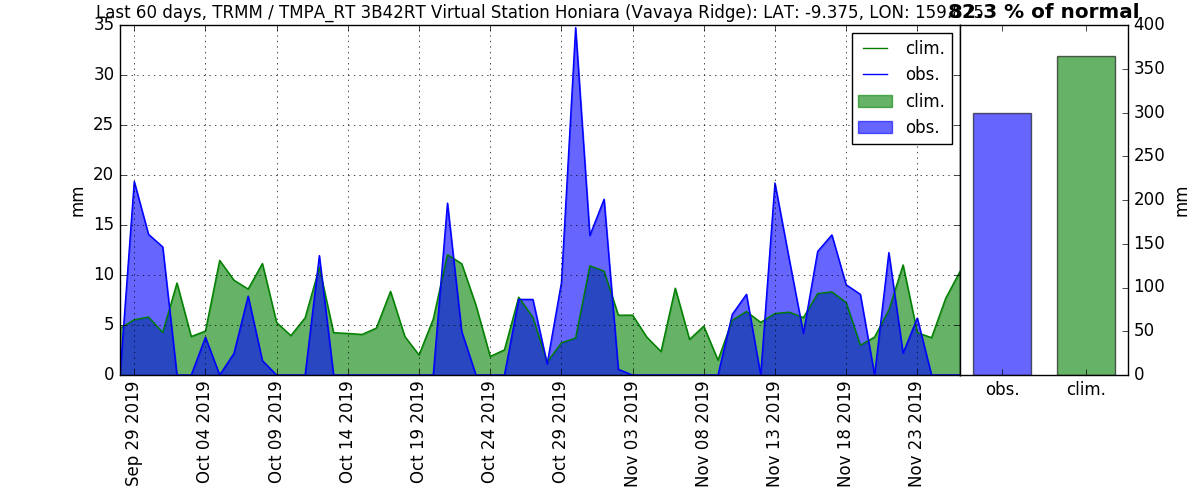 Last 60 days, TRMM / TMPA_RT 3B42RT Virtual Station Honiara (Vavaya Ridge): LAT: -9.375, LON:
82.3 % of normal
35
30
25
20
15
10
5
0
mm
clim.
obs.
clim.
obs.
400
350
300
250
200
150
100
50
0
mm
obs.
clim.
Sep 29 2019
Oct 04 2019
Oct 09 2019
Oct 14 2019
Oct 19 2019
Oct 24 2019
Oct 29 2019
Nov 03 2019
Nov 08 2019
Nov 13 2019
Nov 18 2019
Nov 23 2019